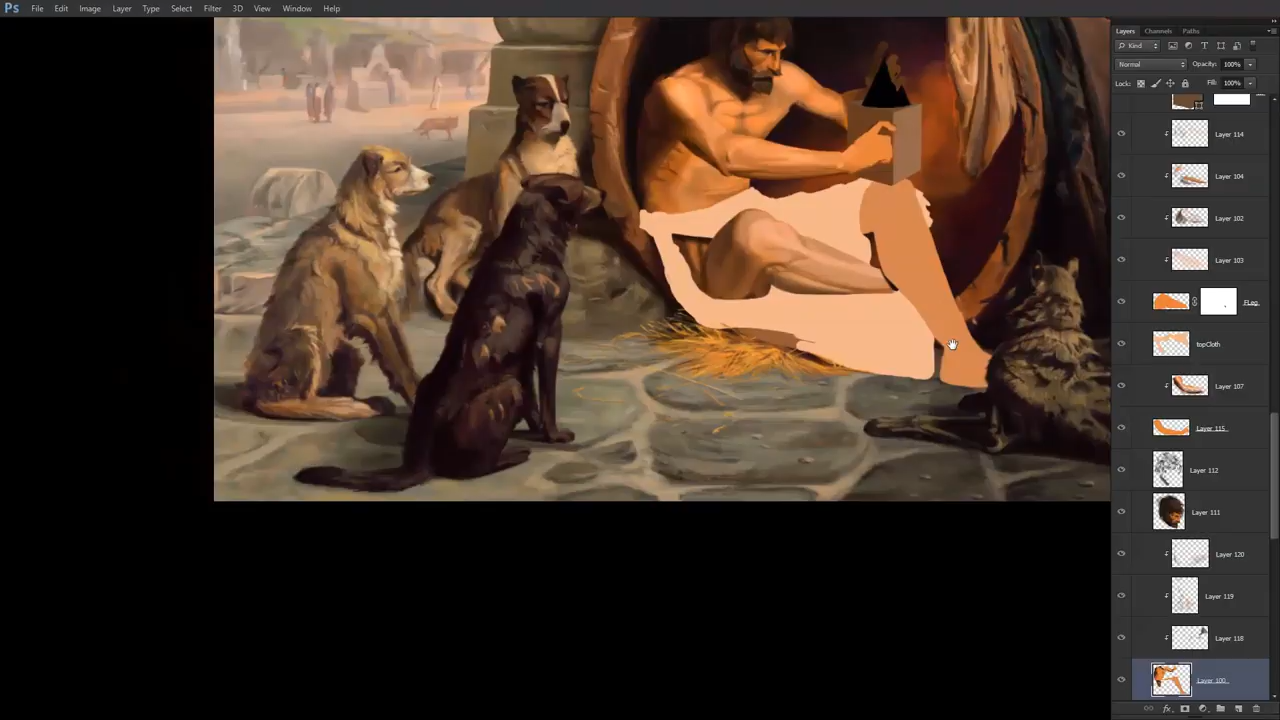 Ps File Edit Image Layer Type Select Filter 3D View Window Help
Layers Channels Paths
Kind
Normal Opacity: 100%
Lock: Fill: 100%
Layer 114
Layer 104
Layer 102
Layer 103
FLeg
topCloth
Layer 107
Layer 115
Layer 112
Layer 111
Layer 120
Layer 119
Layer 118
Layer 100